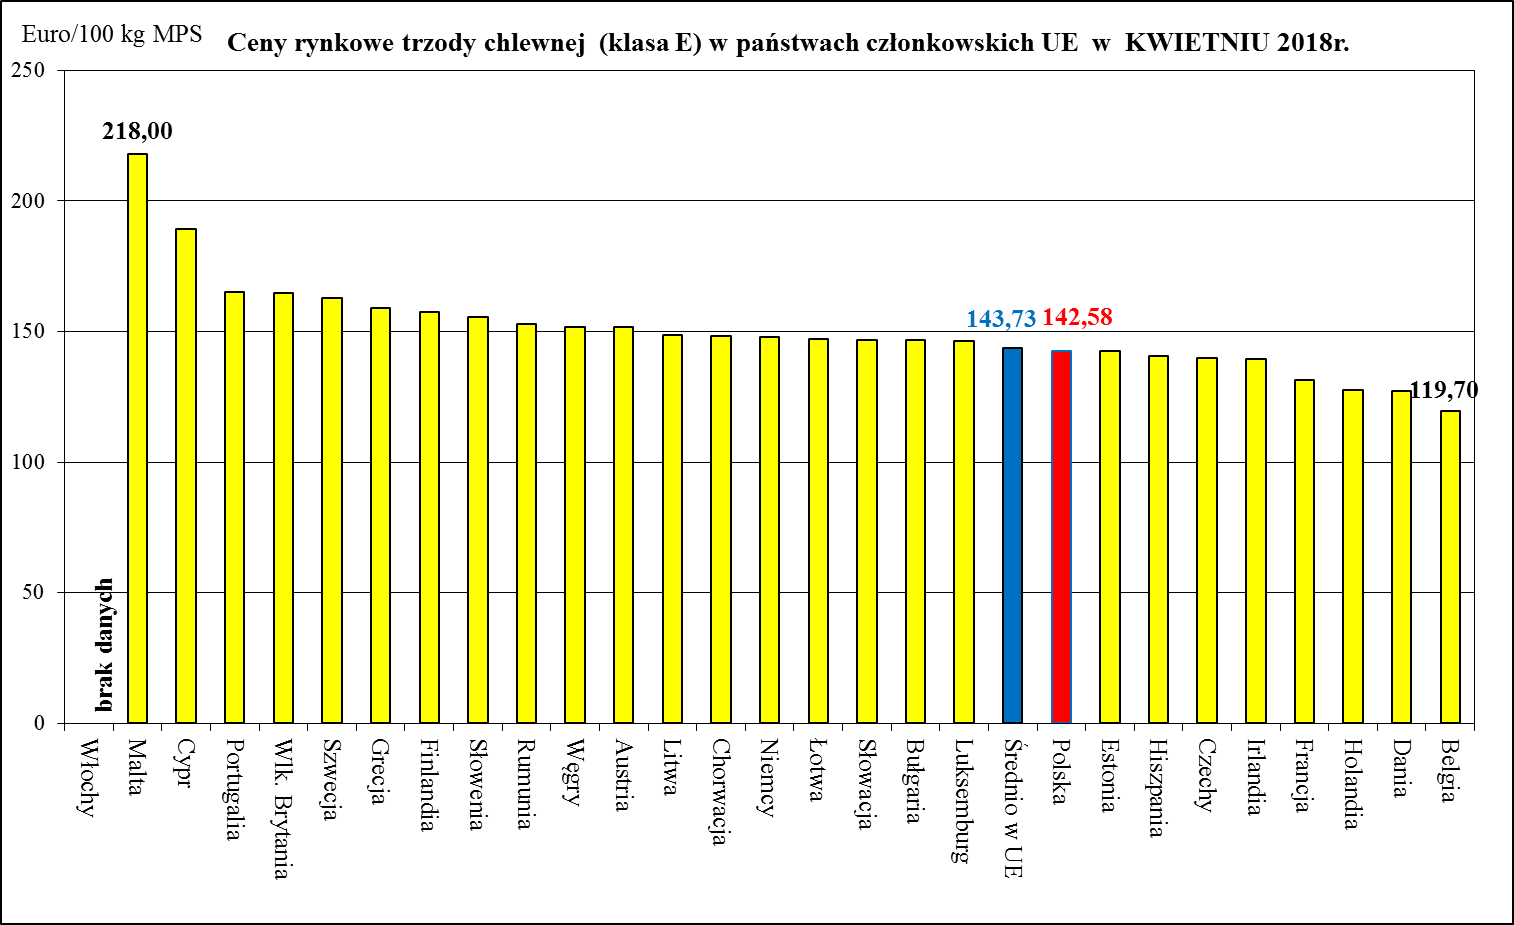 Euro/100 kg MPS
Ceny rynkowe trzody chlewnej (klasa E) w państwach członkowskich UE w KWIETNIU 2018r.
250
200
150
100
50
0
brak danych
218,00
143,73
142,58
119,70
Włochy
Malta
Cypr
Portugalia
Wlk. Brytania
Szwecja
Grecja
Finlandia
Słowenia
Rumunia
Węgry
Austria
Litwa
Chorwacja
Niemcy
Łotwa
Słowacja
Bułgaria
Luksemburg
Średnio w UE
Polska
Estonia
Hiszpania
Czechy
Irlandia
Francja
Holandia
Dania
Belgia